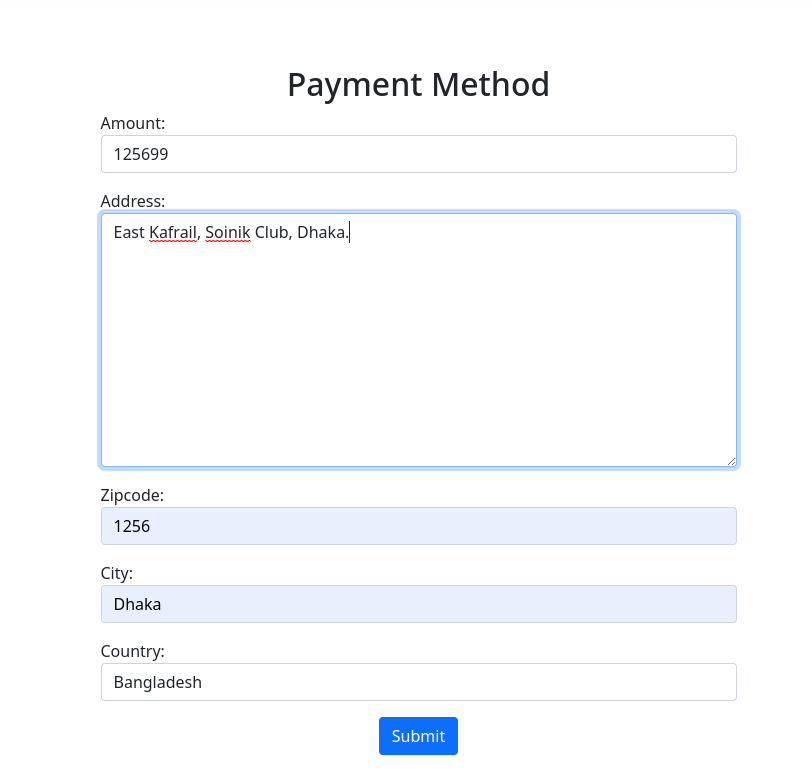 Payment Method
Amount:
125699
Address:
East Kafrail, Soinik Club, Dhaka.
Zipcode:
1256
City:
Dhaka
Country:
Bangladesh
Submit